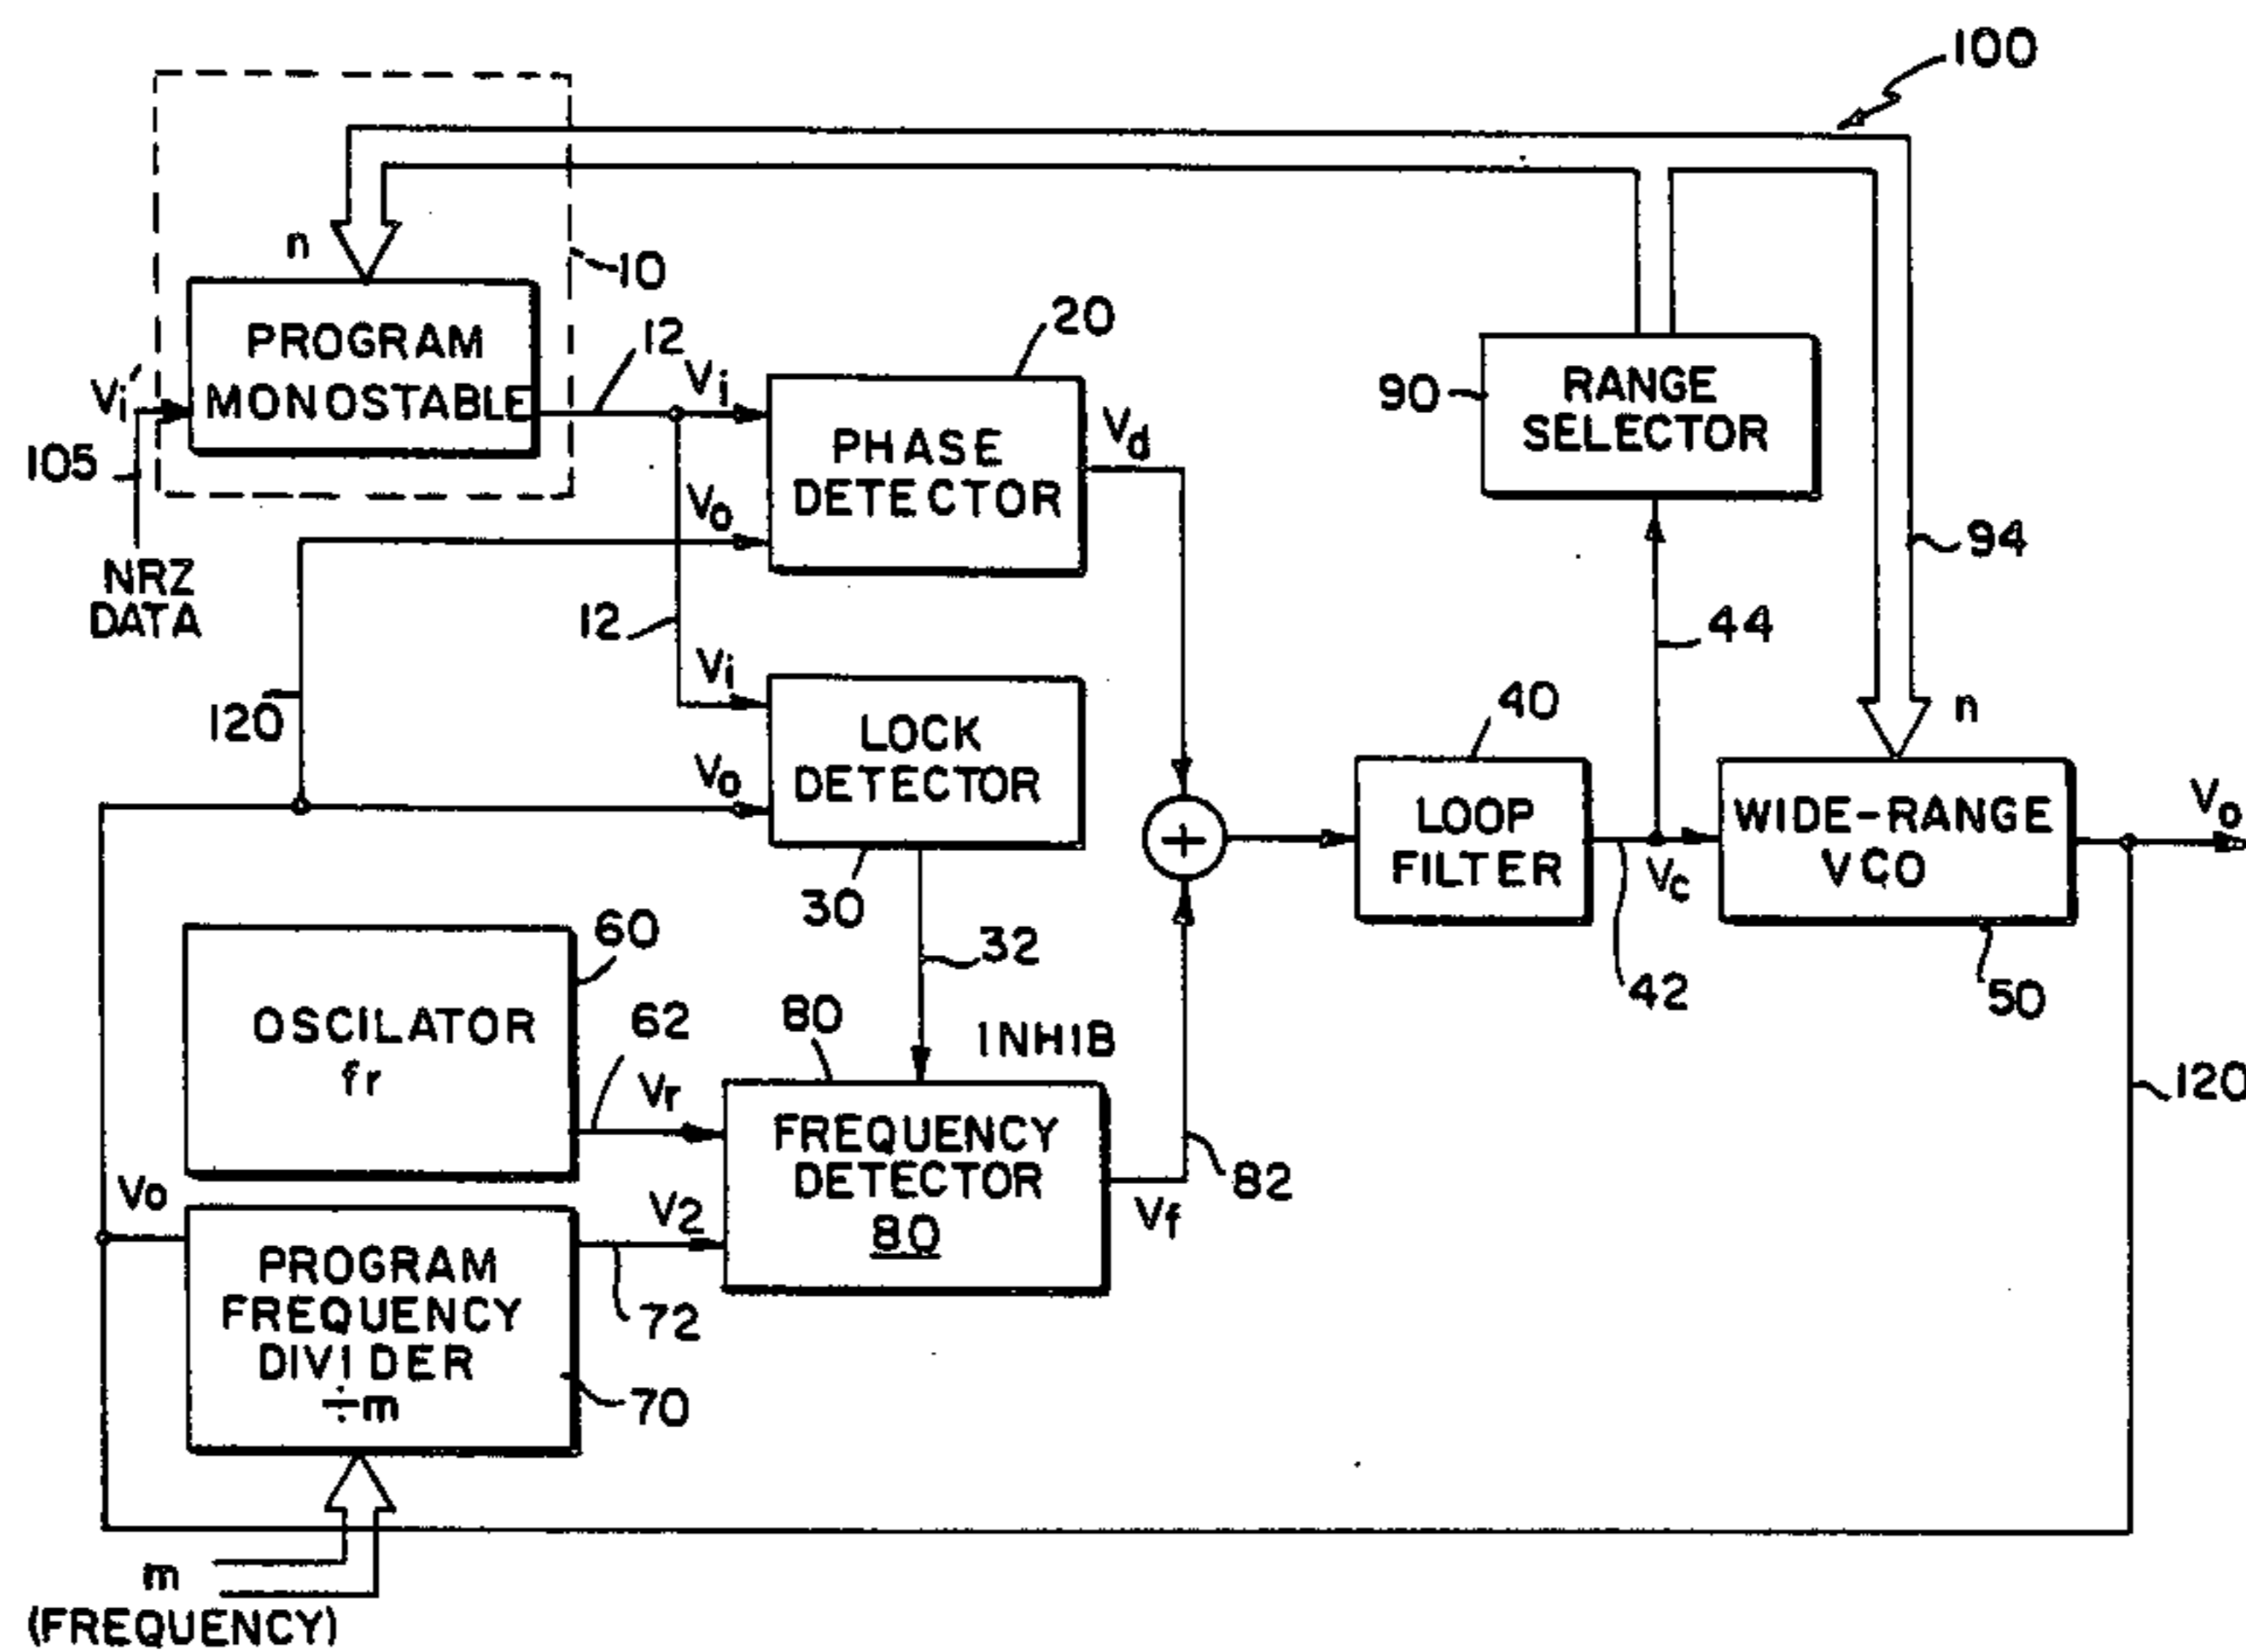 100
n
10
PROGRAM
MONOSTABLE
Vi'
105
NRZ
DATA
12
Vi
20
PHASE
DETECTOR
Vd
Vo
90
RANGE
SELECTOR
94
12
Vi
44
120
LOCK
DETECTOR
Vo
30
32
40
n
LOOP
FILTER
Vc
42
WIDE-RANGE
VCO
50
Vo
120
+
60
OSCILATOR
fr
62
Vr
80
INHIB
FREQUENCY
DETECTOR
80
Vf
82
Vo
V2
72
PROGRAM
FREQUENCY
DIVIDER
÷m
70
m
(FREQUENCY)